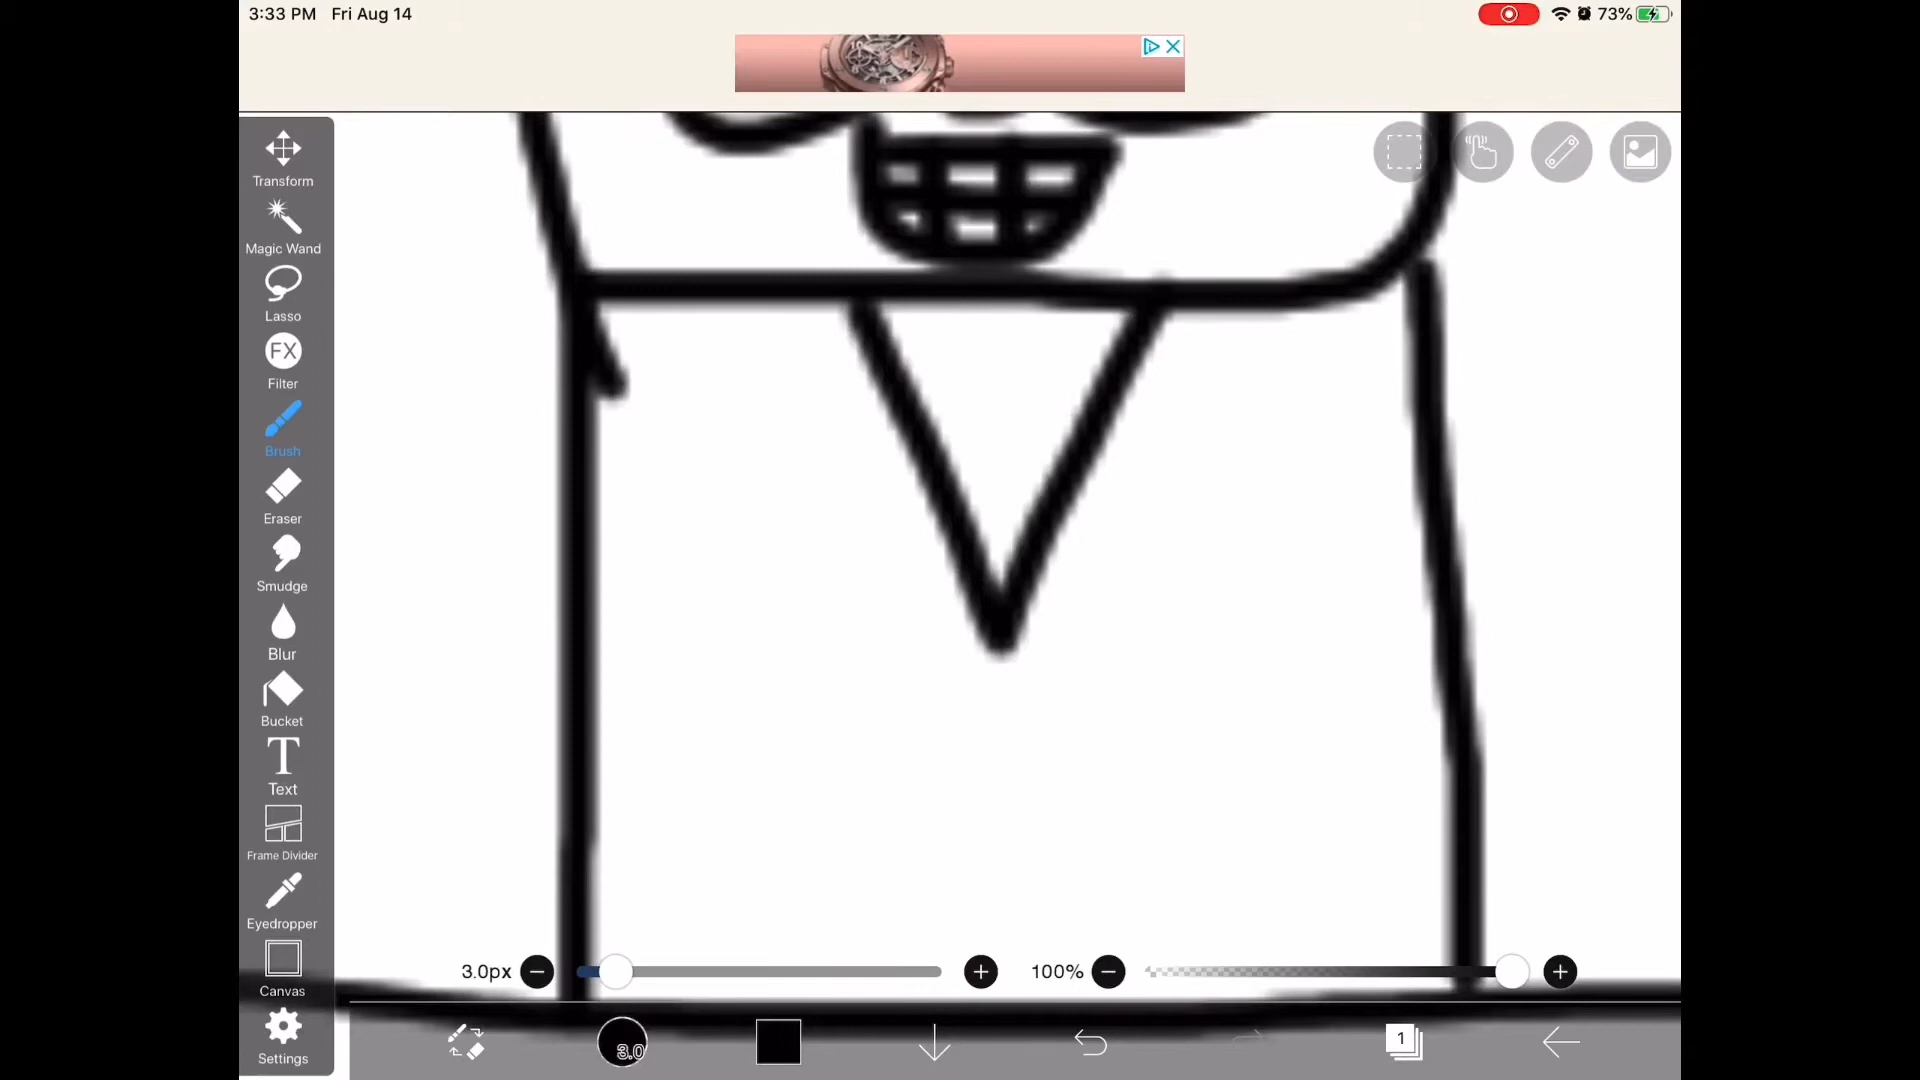 3:33 PM Fri Aug 14
73%
Transform
Magic Wand
Lasso
FX
Filter
Brush
Eraser
Smudge
Blur
Bucket
T
Text
Frame Divider
Eyedropper
Canvas
Settings
3.0px
100%
3.0
1